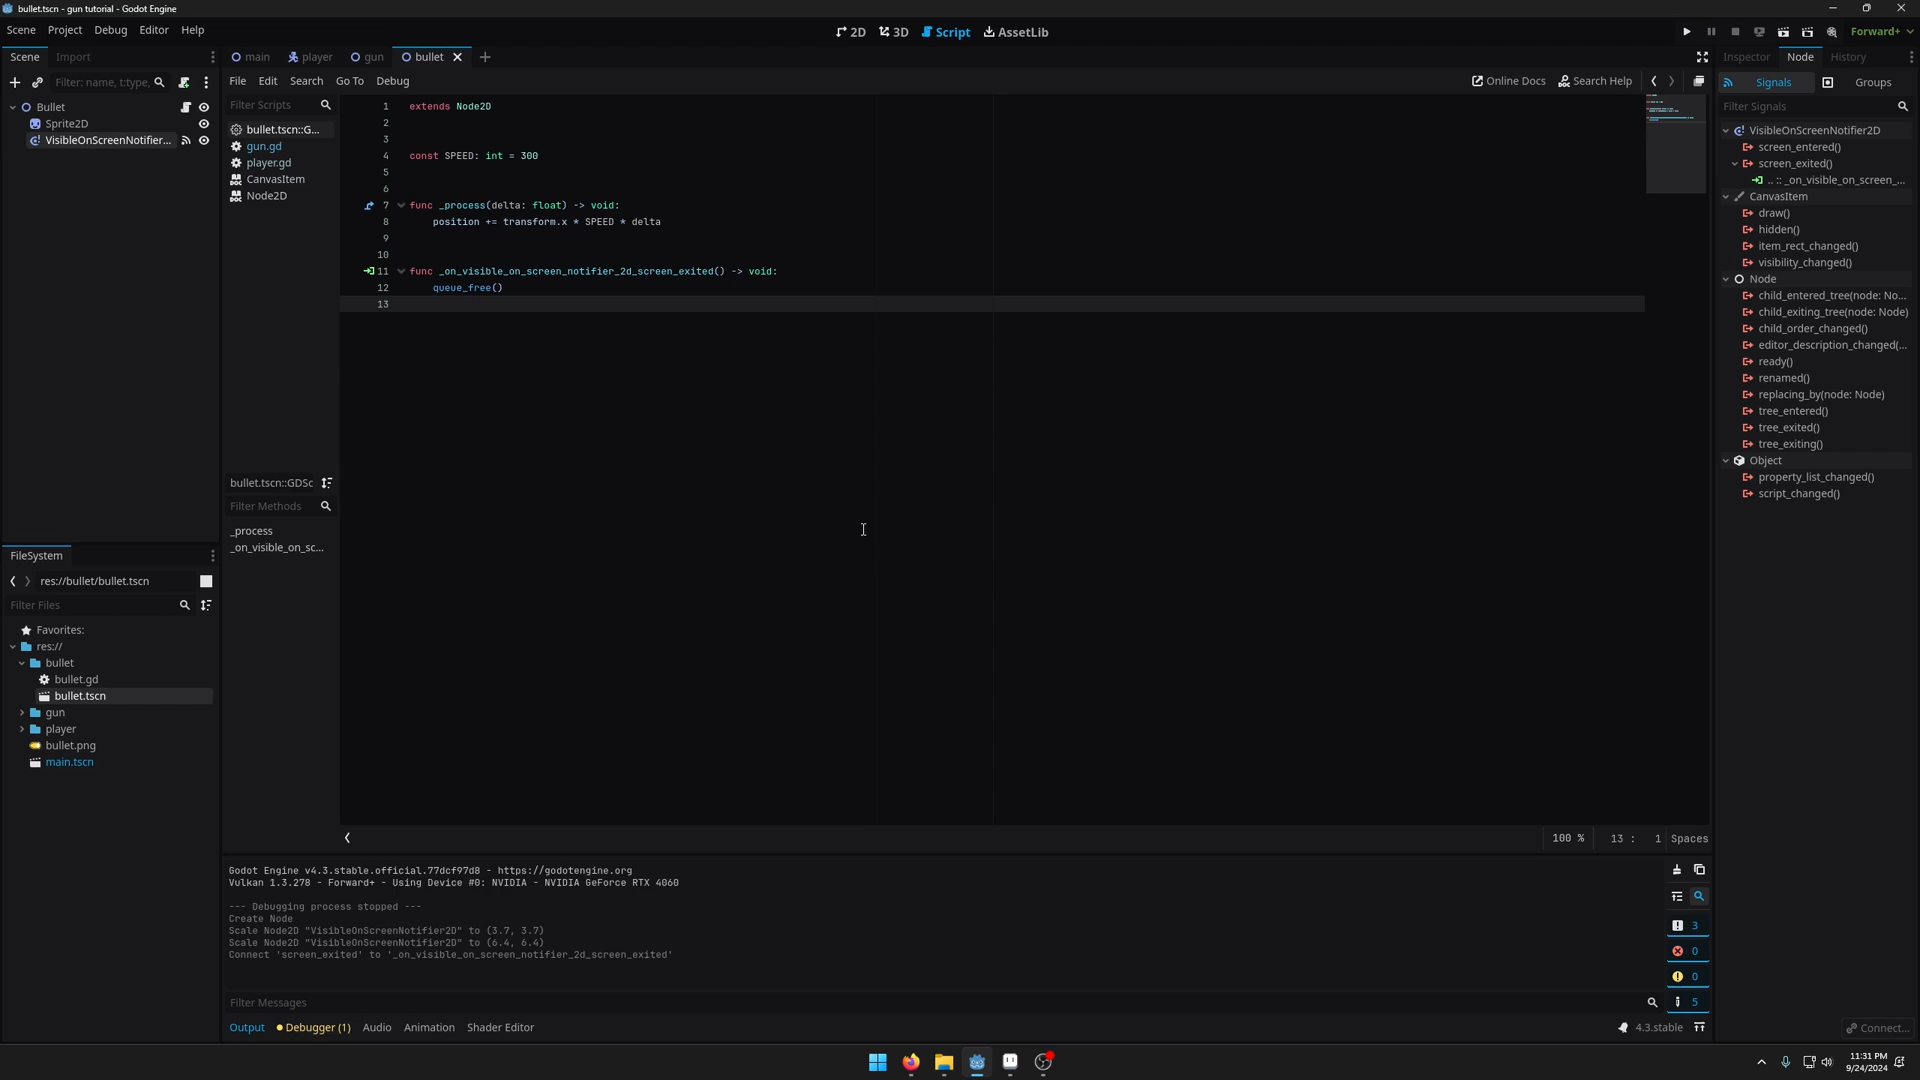 bullet.tscn - gun tutorial - Godot Engine
Scene Project Debug Editor Help
2D 3D Script AssetLib
Forward+
Scene Import
main player gun bullet
Inspector Node History
Filter: name, t:type,
File Edit Search Go To Debug
Online Docs Search Help
Signals Groups
Bullet
Sprite2D
VisibleOnScreenNotifier...
Filter Scripts
bullet.tscn::G...
gun.gd
player.gd
CanvasItem
Node2D
1 extends Node2D
2
3
4 const SPEED: int = 300
5
6
7 func _process(delta: float) -> void:
8 position += transform.x * SPEED * delta
9
10
11 func _on_visible_on_screen_notifier_2d_screen_exited() -> void:
12 queue_free()
13
Filter Signals
VisibleOnScreenNotifier2D
screen_entered()
screen_exited()
.. :: _on_visible_on_screen_...
CanvasItem
draw()
hidden()
item_rect_changed()
visibility_changed()
Node
child_entered_tree(node: No...
child_exiting_tree(node: Node)
child_order_changed()
editor_description_changed(...
ready()
renamed()
replacing_by(node: Node)
tree_entered()
tree_exited()
tree_exiting()
Object
property_list_changed()
script_changed()
bullet.tscn::GDSc
Filter Methods
_process
_on_visible_on_sc...
FileSystem
res://bullet/bullet.tscn
Filter Files
Favorites:
res://
bullet
bullet.gd
bullet.tscn
gun
player
bullet.png
main.tscn
100 % 13 : 1 Spaces
Godot Engine v4.3.stable.official.77dcf97d8 - https://godotengine.org
Vulkan 1.3.278 - Forward+ - Using Device #0: NVIDIA - NVIDIA GeForce RTX 4060
--- Debugging process stopped ---
Create Node
Scale Node2D "VisibleOnScreenNotifier2D" to (3.7, 3.7)
Scale Node2D "VisibleOnScreenNotifier2D" to (6.4, 6.4)
Connect 'screen_exited' to '_on_visible_on_screen_notifier_2d_screen_exited'
3
0
0
5
Filter Messages
Output Debugger (1) Audio Animation Shader Editor
4.3.stable
Connect...
11:31 PM
9/24/2024